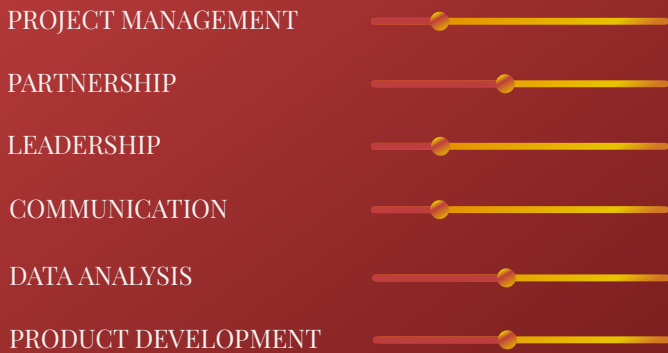 PROJECT MANAGEMENT
PARTNERSHIP
LEADERSHIP
COMMUNICATION
DATA ANALYSIS
PRODUCT DEVELOPMENT